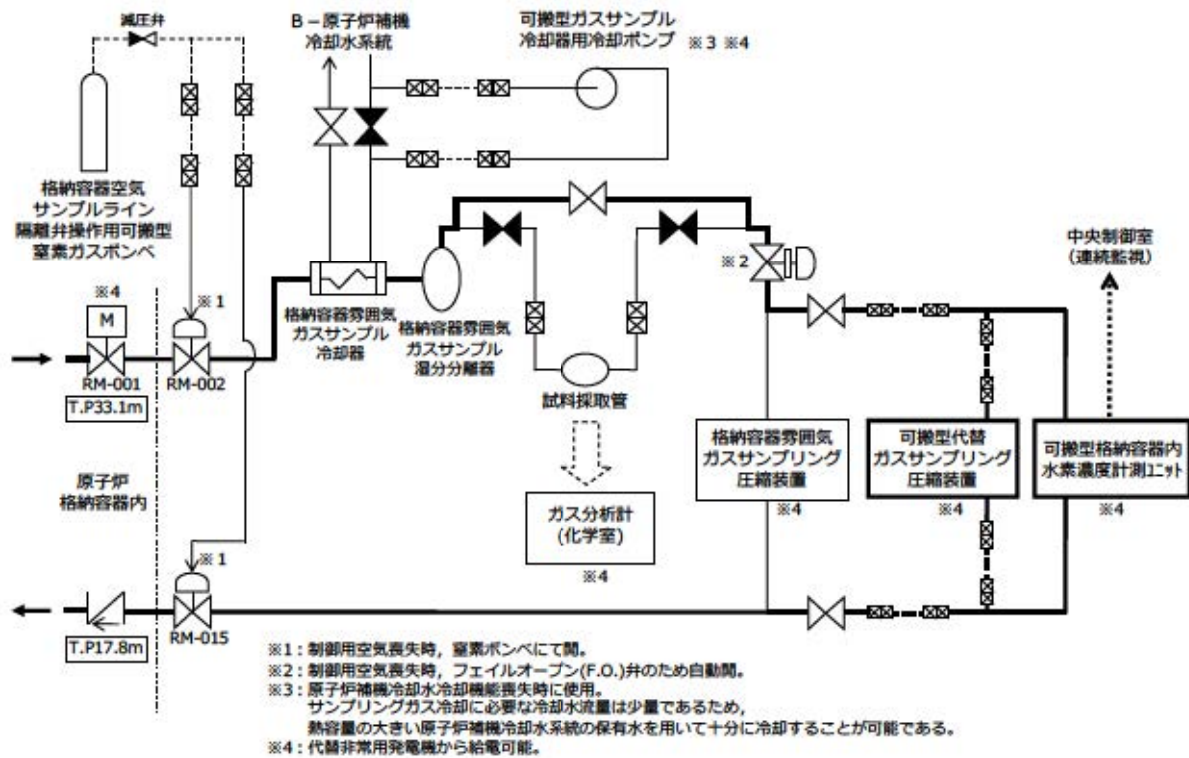 減圧弁
B－原子炉補機
冷却水系統
可搬型ガスサンプル
冷却器用冷却ポンプ ※3 ※4
格納容器空気
サンプルライン
隔離弁操作用可搬型
窒素ガスボンベ
※4
M
※1
RM-001
RM-002
T.P33.1m
格納容器雰囲気
ガスサンプル
冷却器
格納容器雰囲気
ガスサンプル
湿分分離器
※2
中央制御室
(連続監視)
試料採取管
原子炉
格納容器内
格納容器雰囲気
ガスサンプリング
圧縮装置
※4
可搬型代替
ガスサンプリング
圧縮装置
※4
可搬型格納容器内
水素濃度計測ﾕﾆｯﾄ
※4
ガス分析計
(化学室)
※4
※1
RM-015
T.P17.8m
※1：制御用空気喪失時，窒素ボンベにて開。
※2：制御用空気喪失時，フェイルオープン(F.O.)弁のため自動開。
※3：原子炉補機冷却水冷却機能喪失時に使用。
サンプリングガス冷却に必要な冷却水流量は少量であるため，
熱容量の大きい原子炉補機冷却水系統の保有水を用いて十分に冷却することが可能である。
※4：代替非常用発電機から給電可能。